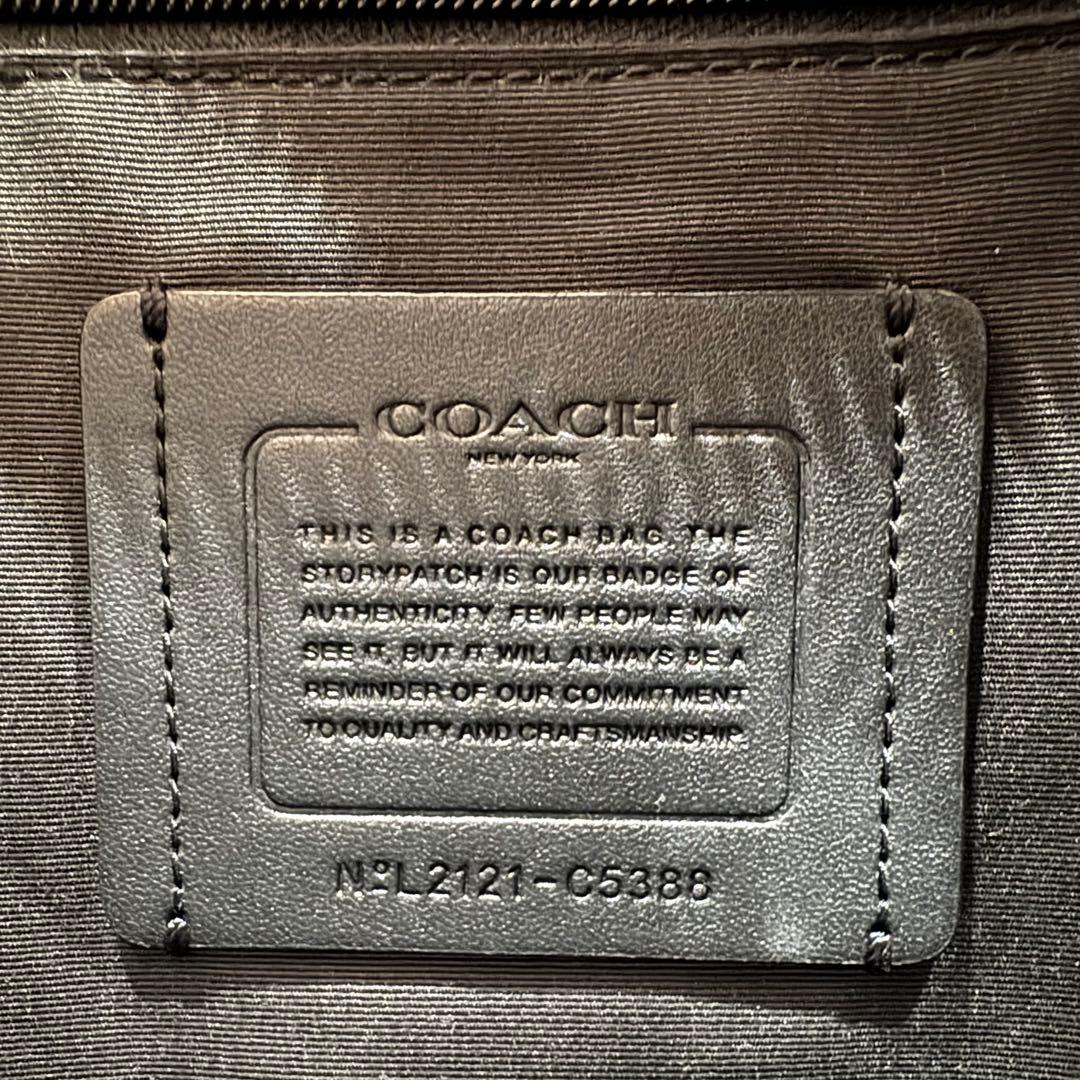 COACH
NEW YORK
THIS IS A COACH BAG. THE
STORYPATCH IS OUR BADGE OF
AUTHENTICITY. FEW PEOPLE MAY
SEE IT, BUT IT WILL ALWAYS BE A
REMINDER OF OUR COMMITMENT
TO QUALITY AND CRAFTSMANSHIP.
Nº L2121-C5388